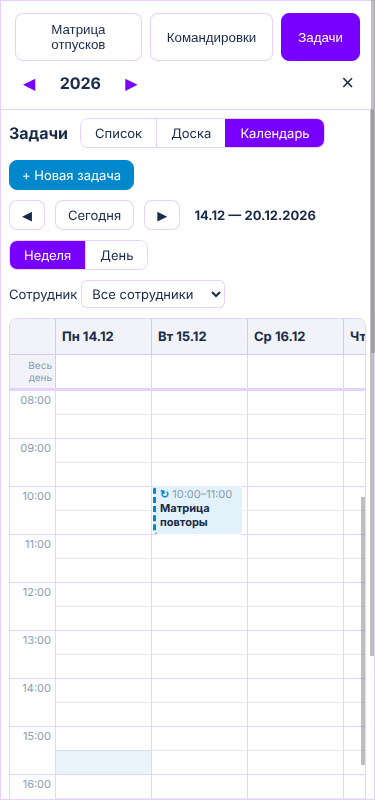 Матрица
отпусков
Командировки
Задачи
◀ 2026 ▶ ×
Задачи Список Доска Календарь
+ Новая задача
◀ Сегодня ▶ 14.12 — 20.12.2026
Неделя День
Сотрудник Все сотрудники
Пн 14.12 Вт 15.12 Ср 16.12 Чт
Весь
день
08:00
09:00
10:00
↻ 10:00–11:00
Матрица
повторы
11:00
12:00
13:00
14:00
15:00
16:00